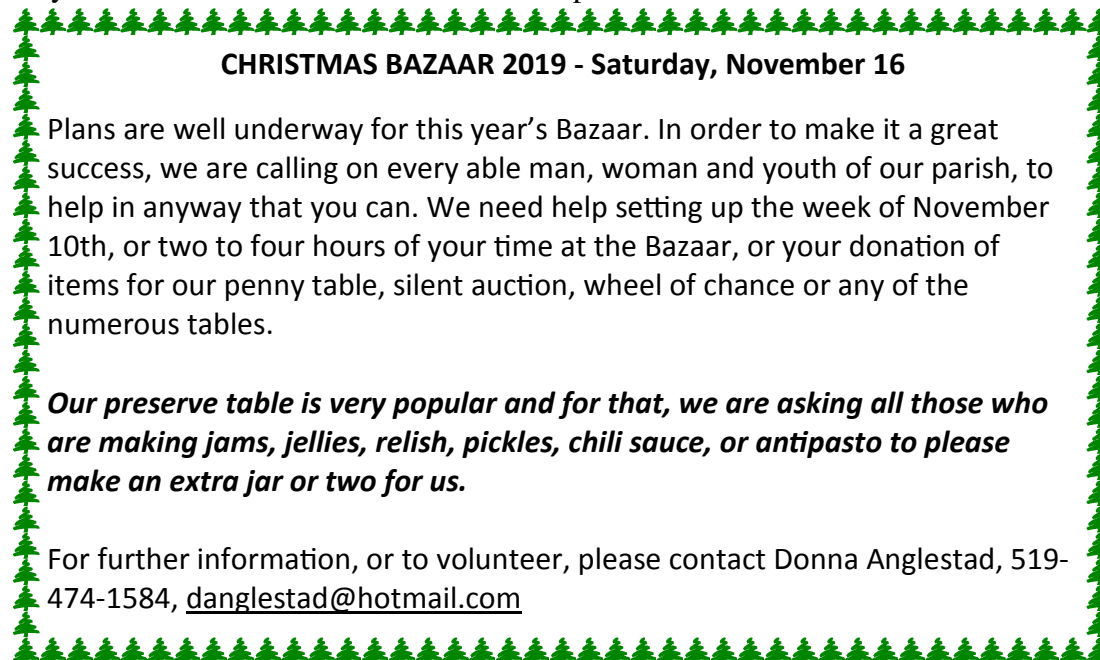 CHRISTMAS BAZAAR 2019 - Saturday, November 16
Plans are well underway for this year’s Bazaar. In order to make it a great
success, we are calling on every able man, woman and youth of our parish, to
help in anyway that you can. We need help setting up the week of November
10th, or two to four hours of your time at the Bazaar, or your donation of
items for our penny table, silent auction, wheel of chance or any of the
numerous tables.
Our preserve table is very popular and for that, we are asking all those who
are making jams, jellies, relish, pickles, chili sauce, or antipasto to please
make an extra jar or two for us.
For further information, or to volunteer, please contact Donna Anglestad, 519-
474-1584, danglestad@hotmail.com